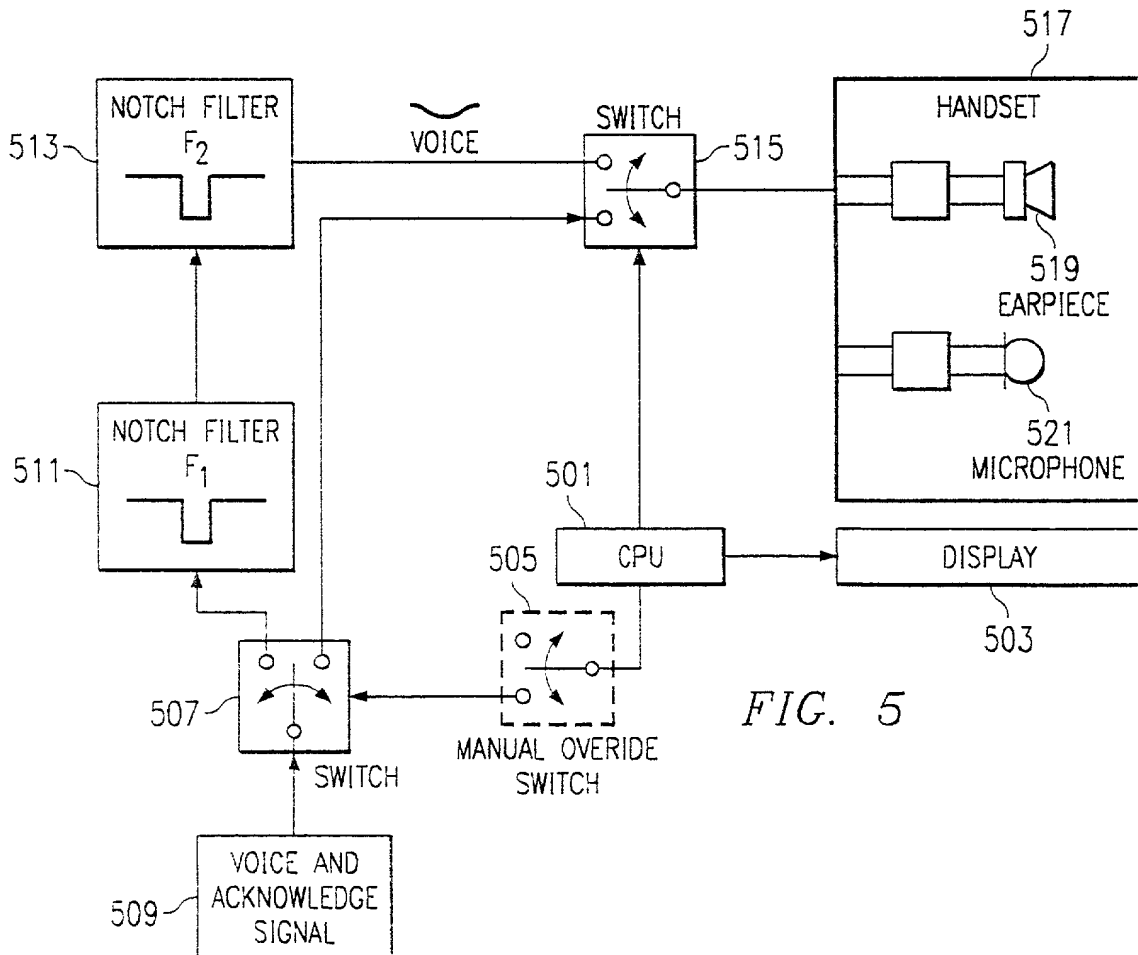 517
NOTCH FILTER
F2
513
VOICE
SWITCH
515
HANDSET
519
EARPIECE
521
MICROPHONE
NOTCH FILTER
F1
511
501
CPU
DISPLAY
503
505
MANUAL OVERIDE
SWITCH
507
SWITCH
FIG. 5
VOICE AND
ACKNOWLEDGE
SIGNAL
509